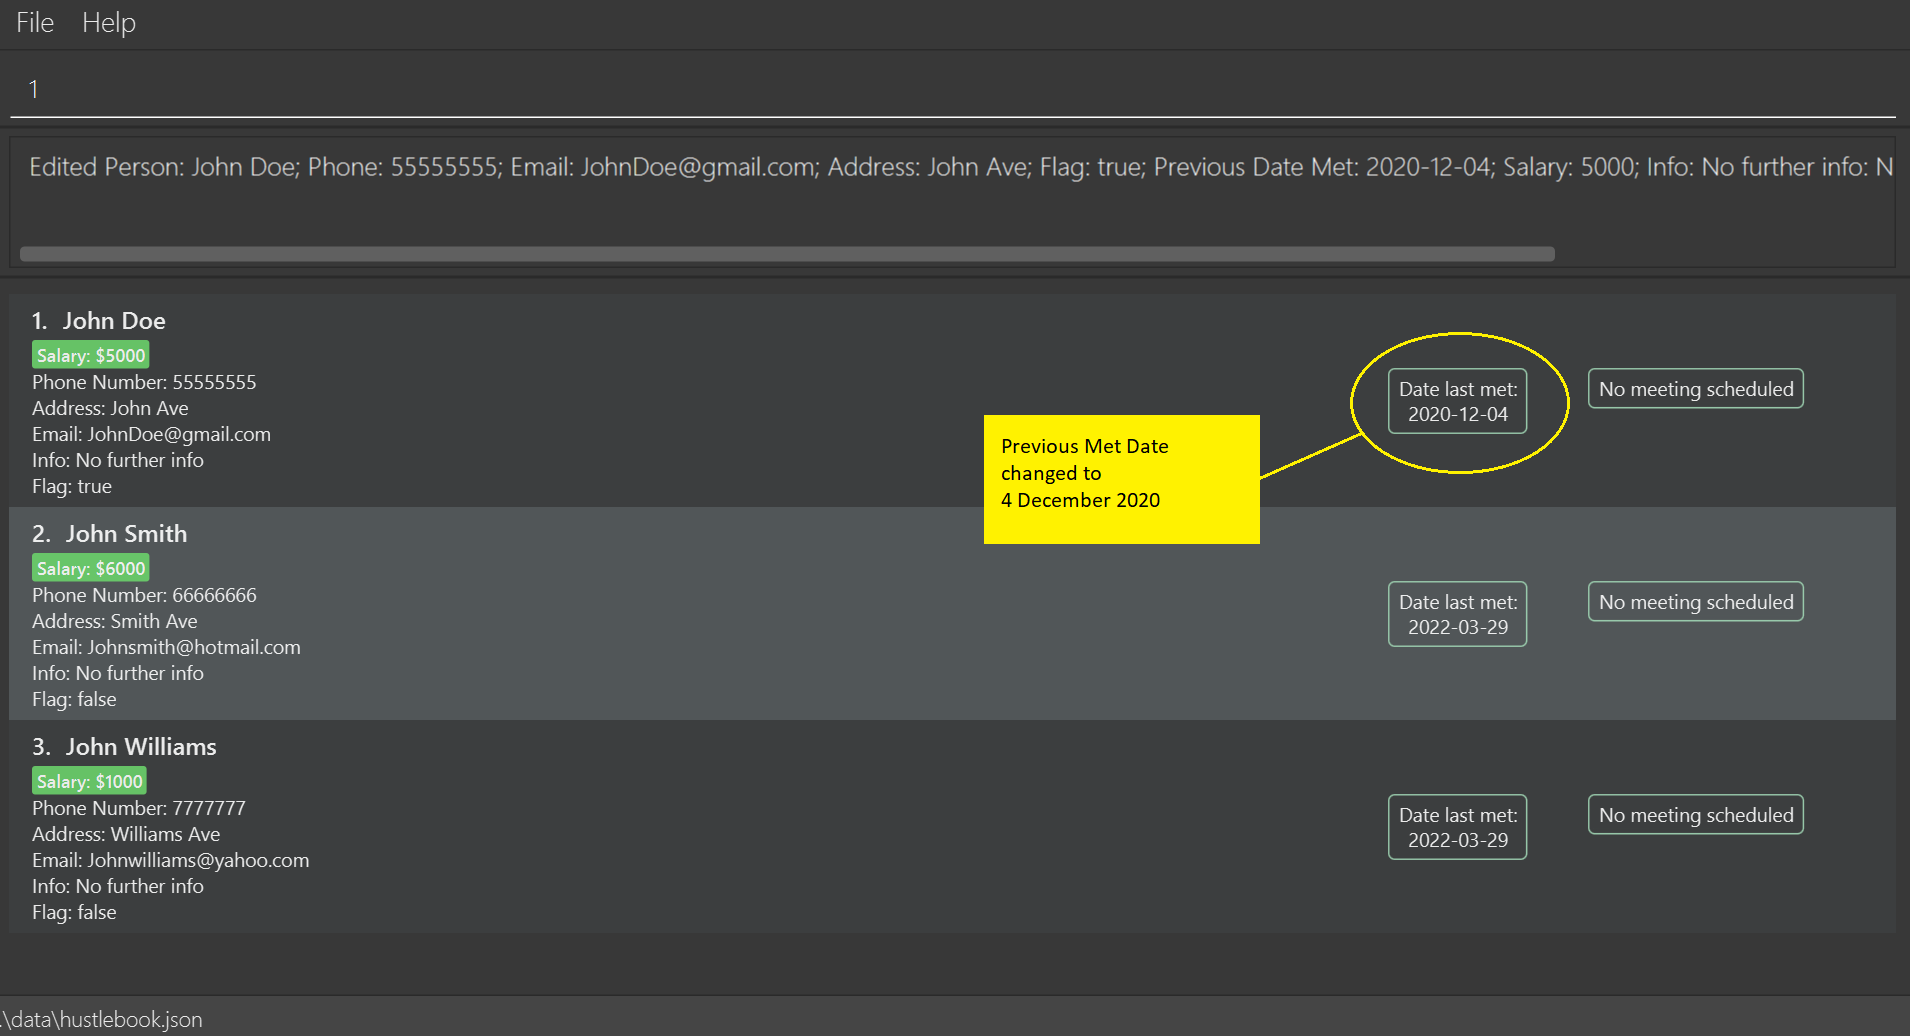 File Help
1
Edited Person: John Doe; Phone: 55555555; Email: JohnDoe@gmail.com; Address: John Ave; Flag: true; Previous Date Met: 2020-12-04; Salary: 5000; Info: No further info: N
1. John Doe
Salary: $5000
Phone Number: 55555555
Address: John Ave
Email: JohnDoe@gmail.com
Info: No further info
Flag: true
Date last met:
2020-12-04
No meeting scheduled
Previous Met Date
changed to
4 December 2020
2. John Smith
Salary: $6000
Phone Number: 66666666
Address: Smith Ave
Email: Johnsmith@hotmail.com
Info: No further info
Flag: false
Date last met:
2022-03-29
No meeting scheduled
3. John Williams
Salary: $1000
Phone Number: 7777777
Address: Williams Ave
Email: Johnwilliams@yahoo.com
Info: No further info
Flag: false
Date last met:
2022-03-29
No meeting scheduled
.\data\hustlebook.json